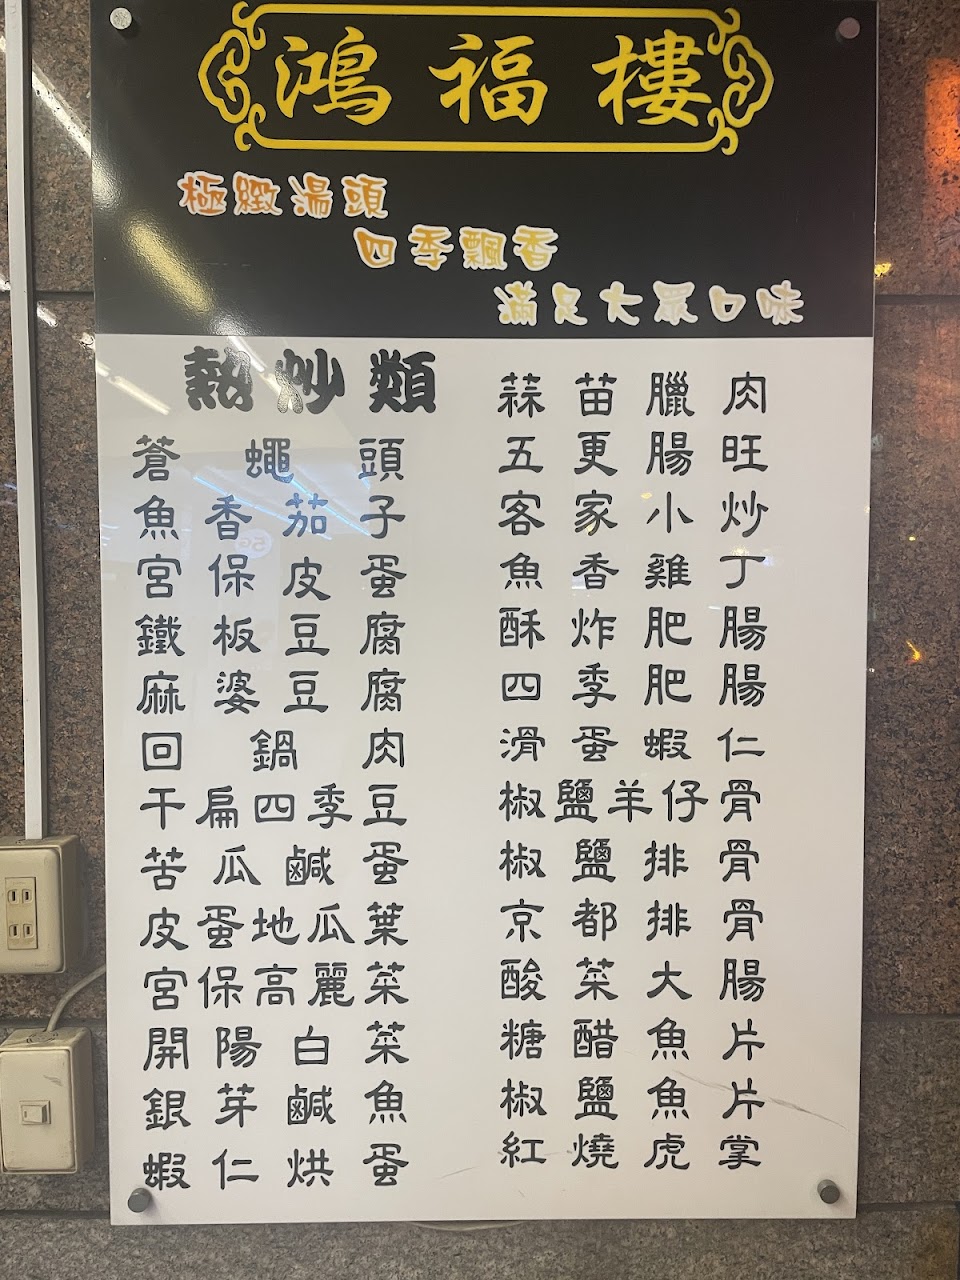 鴻福樓
極緻湯頭
四季飄香
滿足大眾口味
熱炒類
蒼蠅頭
魚香茄子
宮保皮蛋
鐵板豆腐
麻婆豆腐
回鍋肉
干扁四季豆
苦瓜鹹蛋
皮蛋地瓜葉
宮保高麗菜
開陽白菜
銀芽鹹魚
蝦仁烘蛋
蒜苗臘肉
五更腸旺
客家小炒
魚香雞丁
酥炸肥腸
四季肥腸
滑蛋蝦仁
椒鹽羊仔骨
椒鹽排骨
京都排骨
酸菜大腸
糖醋魚片
椒鹽魚片
紅燒虎掌